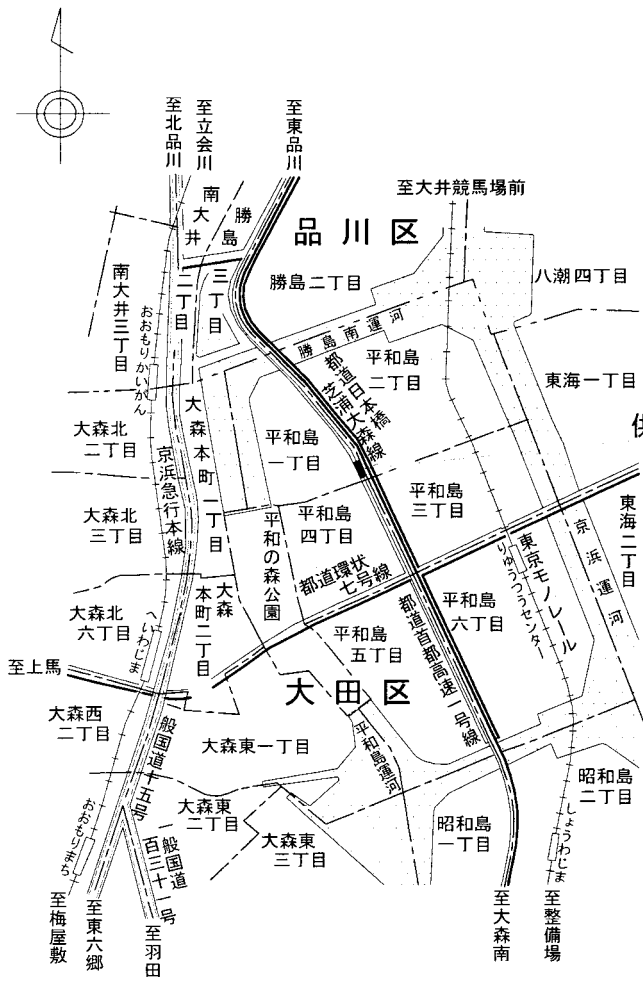 至北品川
至立会川
至東品川
至大井競馬場前
品川区
南大井
勝島
二丁目
三丁目
勝島二丁目
八潮四丁目
南大井三丁目
おおもりかいがん
勝島南運河
都道日本橋
芝浦大森線
平和島
二丁目
東海一丁目
大森北
二丁目
京浜急行本線
大森本町一丁目
平和島
一丁目
供
大森北
三丁目
平和の森公園
平和島
四丁目
平和島
三丁目
東海二丁目
京浜運河
東京モノレール
りゅうつうセンター
都道環状
七号線
大森北
六丁目
へいわじま
大森
本町二丁目
平和島
五丁目
平和島
六丁目
都道首都高速一号線
至上馬
大田区
大森西
二丁目
一般国道十五号
大森東一丁目
平和島運河
昭和島
二丁目
大森東
二丁目
大森東
三丁目
昭和島
一丁目
しょうわじま
おおもりまち
一般国道
百三十一号
至梅屋敷
至東六郷
至羽田
至大森南
至整備場